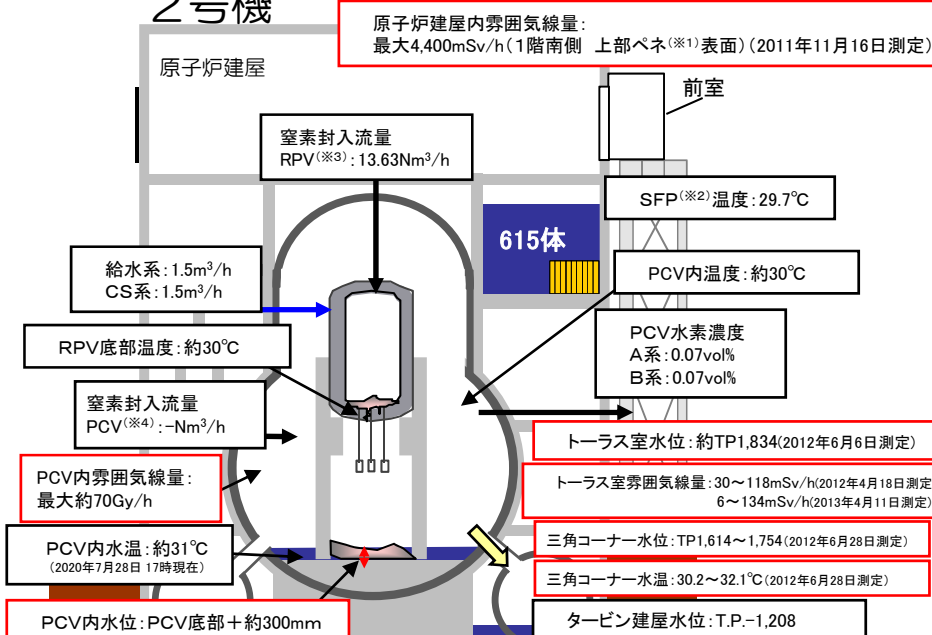 2号機
原子炉建屋内雰囲気線量:
最大4,400mSv/h(1階南側 上部ペネ(※1)表面)(2011年11月16日測定)
原子炉建屋
前室
窒素封入流量
RPV(※3):13.63Nm³/h
SFP(※2)温度:29.7℃
615体
給水系:1.5m³/h
CS系:1.5m³/h
PCV内温度:約30℃
RPV底部温度:約30℃
PCV水素濃度
A系:0.07vol%
B系:0.07vol%
窒素封入流量
PCV(※4):-Nm³/h
トーラス室水位:約TP1,834(2012年6月6日測定)
PCV内雰囲気線量:
最大約70Gy/h
トーラス室雰囲気線量:30~118mSv/h(2012年4月18日測定
6~134mSv/h(2013年4月11日測定)
三角コーナー水位:TP1,614~1,754(2012年6月28日測定)
PCV内水温:約31℃
(2020年7月28日 17時現在)
三角コーナー水温:30.2~32.1℃(2012年6月28日測定)
PCV内水位:PCV底部+約300mm
タービン建屋水位:T.P.-1,208